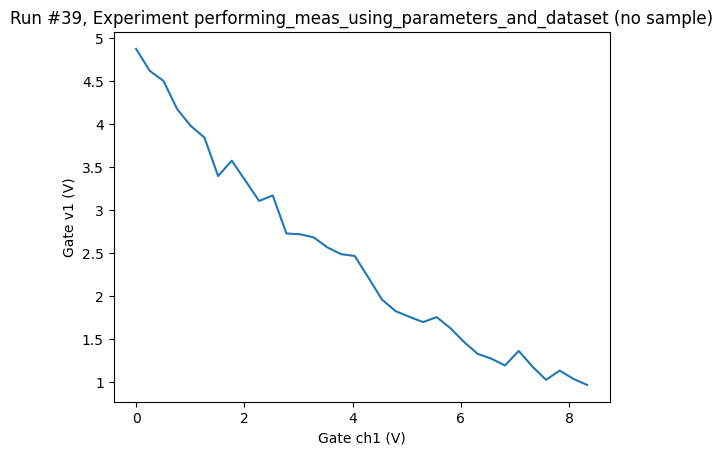 Run #39, Experiment performing_meas_using_parameters_and_dataset (no sample)
5
4.5
4
3.5
3
2.5
2
1.5
1
Gate v1 (V)
0 2 4 6 8
Gate ch1 (V)